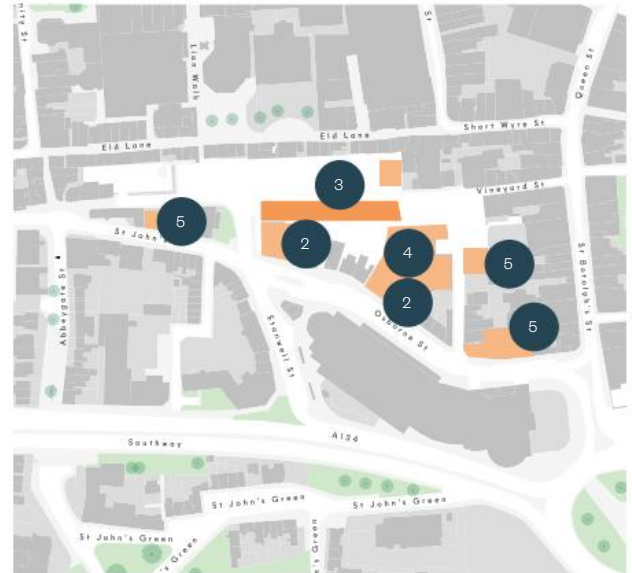 nity St
Lion Walk
St
Queen St
Short Wyre St
Eld Lane
Eld Lane
Vineyard St
3
5
St John
2
4
5
2
5
Abbeygate St
St Botolph's St
Osborne St
Stanwell St
Southway
A134
St John's Green
St John's Green
St John's Green
's Green
's Green